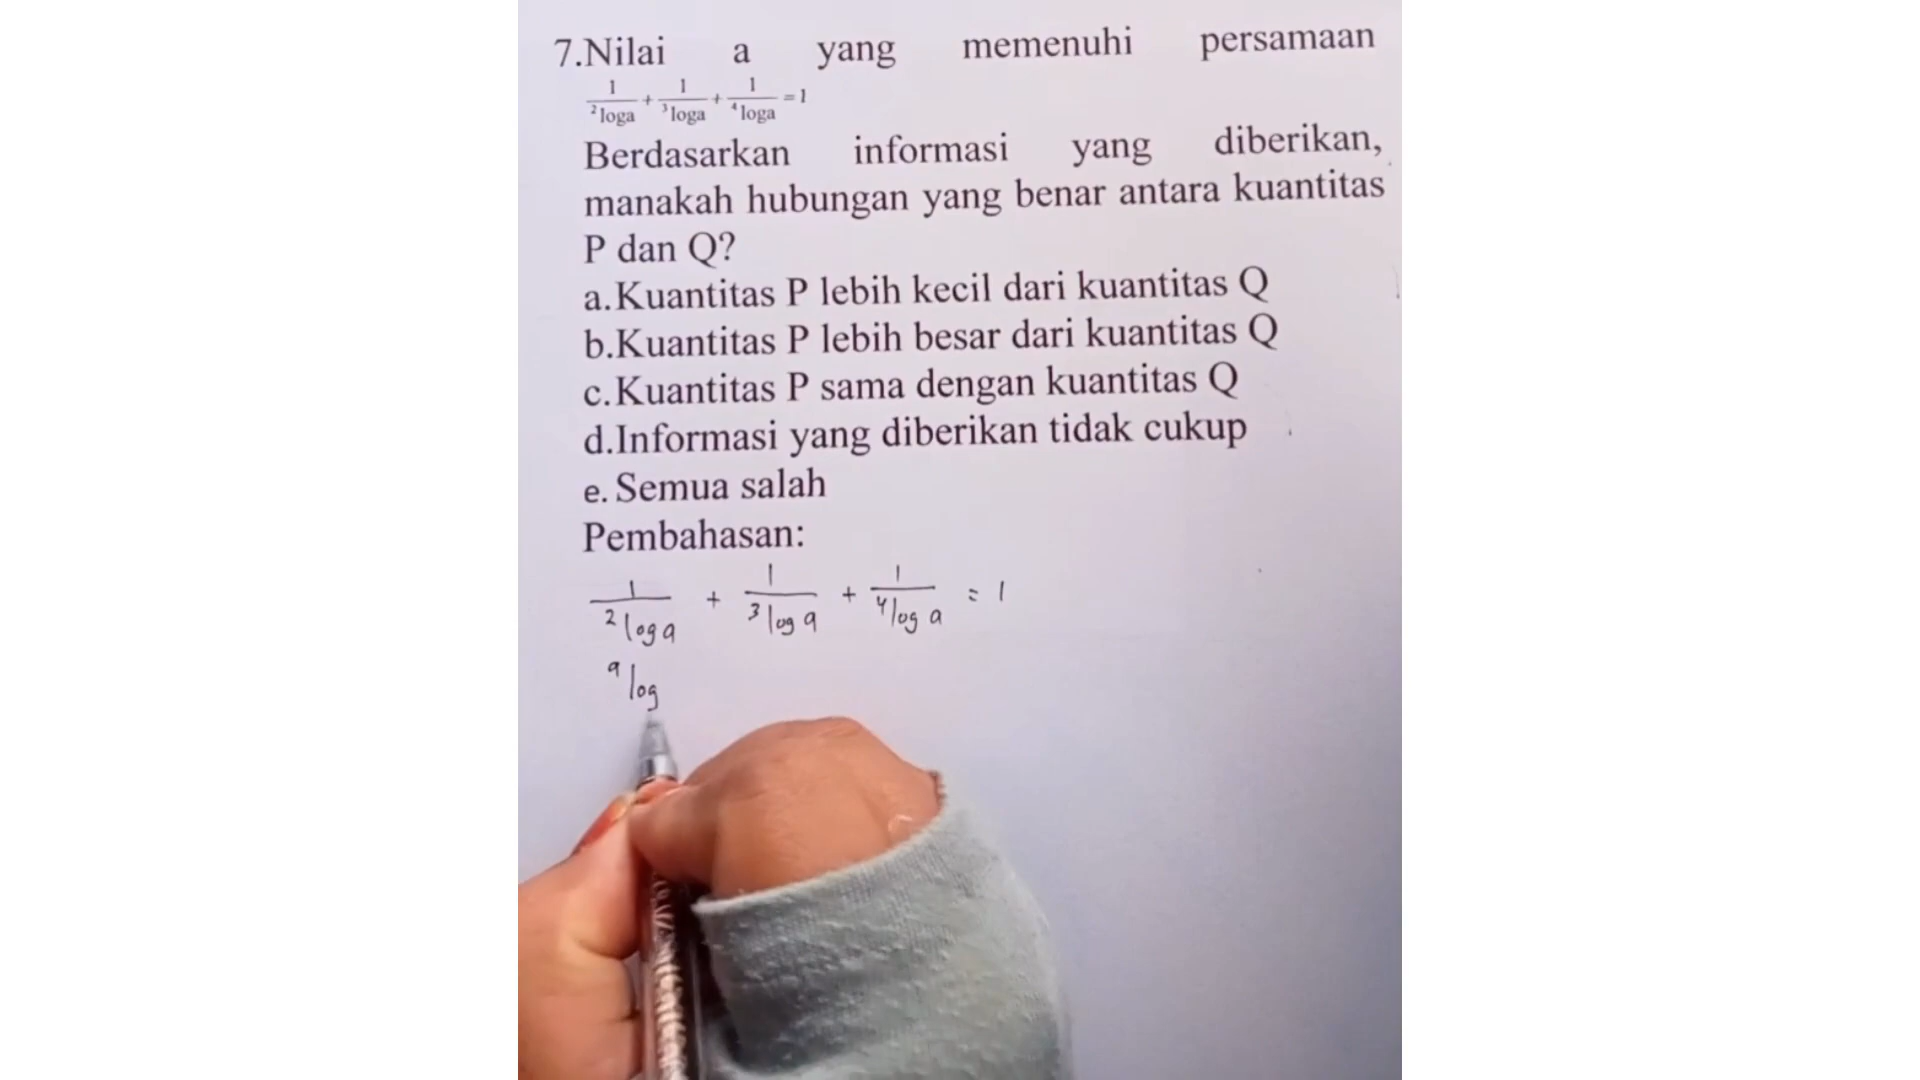 7.Nilai a yang memenuhi persamaan
1/²loga + 1/³loga + 1/⁴loga = 1
Berdasarkan informasi yang diberikan,
manakah hubungan yang benar antara kuantitas
P dan Q?
a.Kuantitas P lebih kecil dari kuantitas Q
b.Kuantitas P lebih besar dari kuantitas Q
c.Kuantitas P sama dengan kuantitas Q
d.Informasi yang diberikan tidak cukup
e. Semua salah
Pembahasan:
1/²log a + 1/³log a + 1/⁴log a = 1
ᵃlog